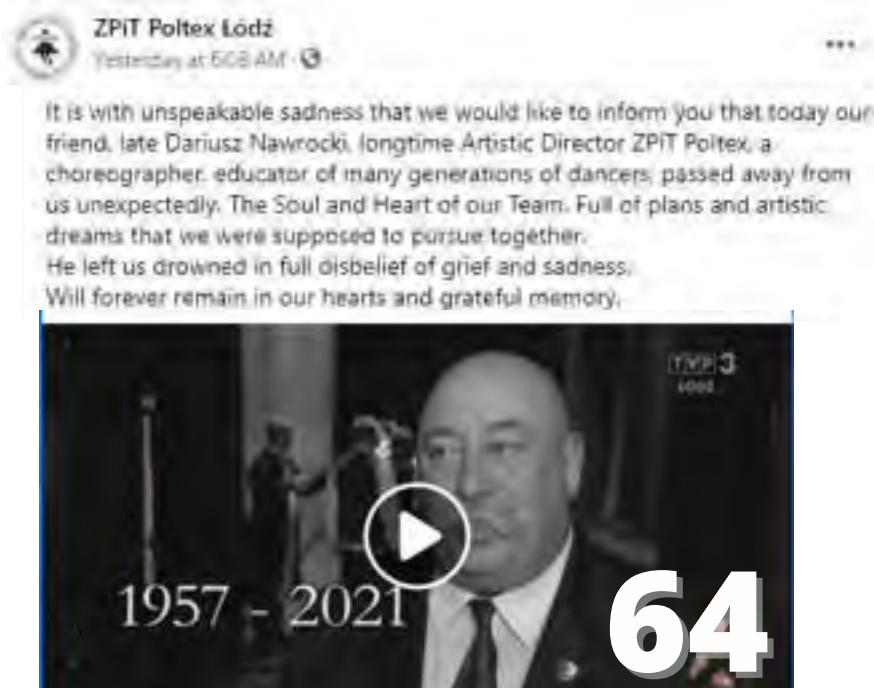 ZPiT Poltex Łódź
Yesterday at 6:08 AM
It is with unspeakable sadness that we would like to inform you that today our
friend, late Dariusz Nawrocki, longtime Artistic Director ZPiT Poltex, a
choreographer, educator of many generations of dancers, passed away from
us unexpectedly. The Soul and Heart of our Team. Full of plans and artistic
dreams that we were supposed to pursue together.
He left us drowned in full disbelief of grief and sadness.
Will forever remain in our hearts and grateful memory.
TVP 3
ŁÓDŹ
1957 - 2021
64